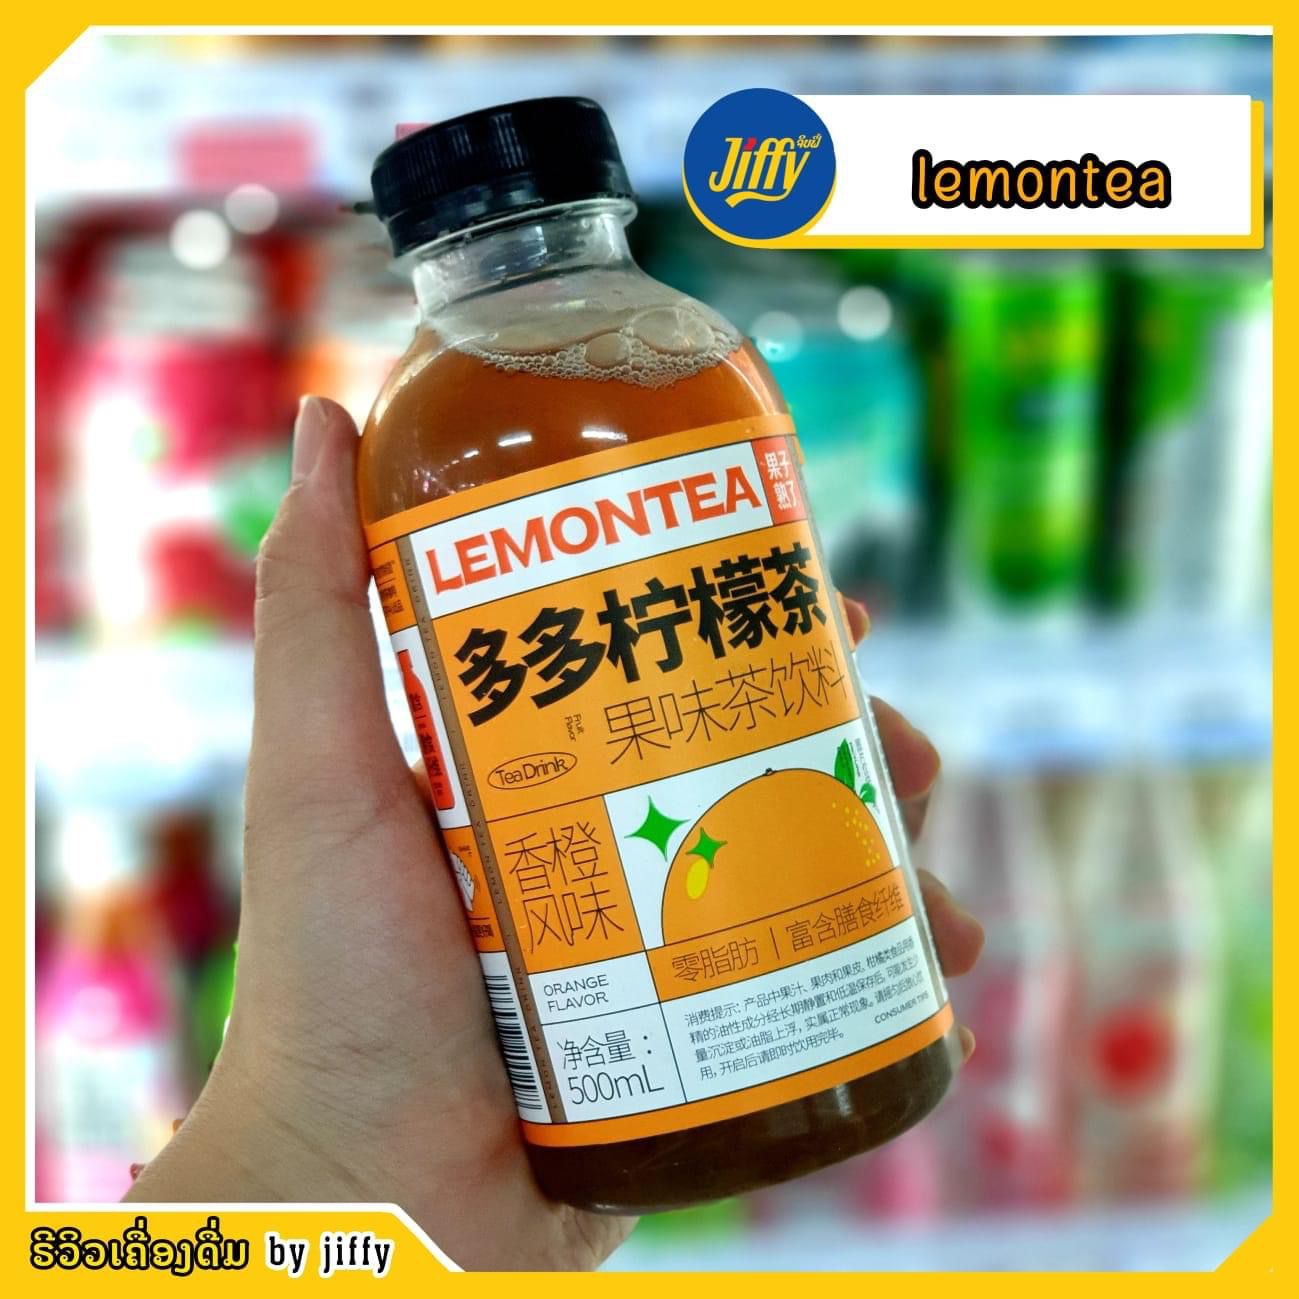 Jiffy จิบฟี่
lemontea
LEMONTEA
果子
熟了
多多柠檬茶
果味茶饮料
Fruit
Flavor
Tea Drink
香橙
风味
零脂肪 | 富含膳食纤维
ORANGE
FLAVOR
净含量：
500mL
消费提示：产品中果汁、果肉和果皮，柑橘类食品用香
精的油性成分经长期静置和低温保存后，可能发生少
量沉淀或油脂上浮，实属正常现象。请摇匀后放心饮
用，开启后请即时饮用完毕。
CONSUMER TIPS
ຣີວິວເຄື່ອງດື່ມ by jiffy